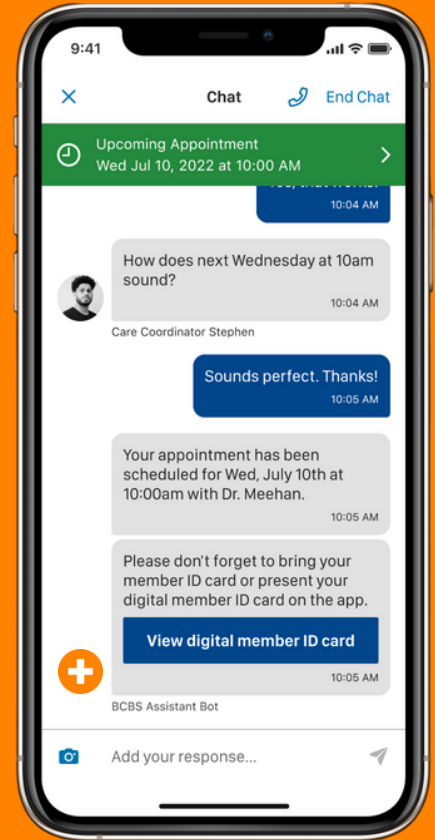 9:41
Chat
End Chat
Upcoming Appointment
Wed Jul 10, 2022 at 10:00 AM
10:04 AM
How does next Wednesday at 10am
sound?
10:04 AM
Care Coordinator Stephen
Sounds perfect. Thanks!
10:05 AM
Your appointment has been
scheduled for Wed, July 10th at
10:00am with Dr. Meehan.
10:05 AM
Please don't forget to bring your
member ID card or present your
digital member ID card on the app.
View digital member ID card
10:05 AM
BCBS Assistant Bot
Add your response...